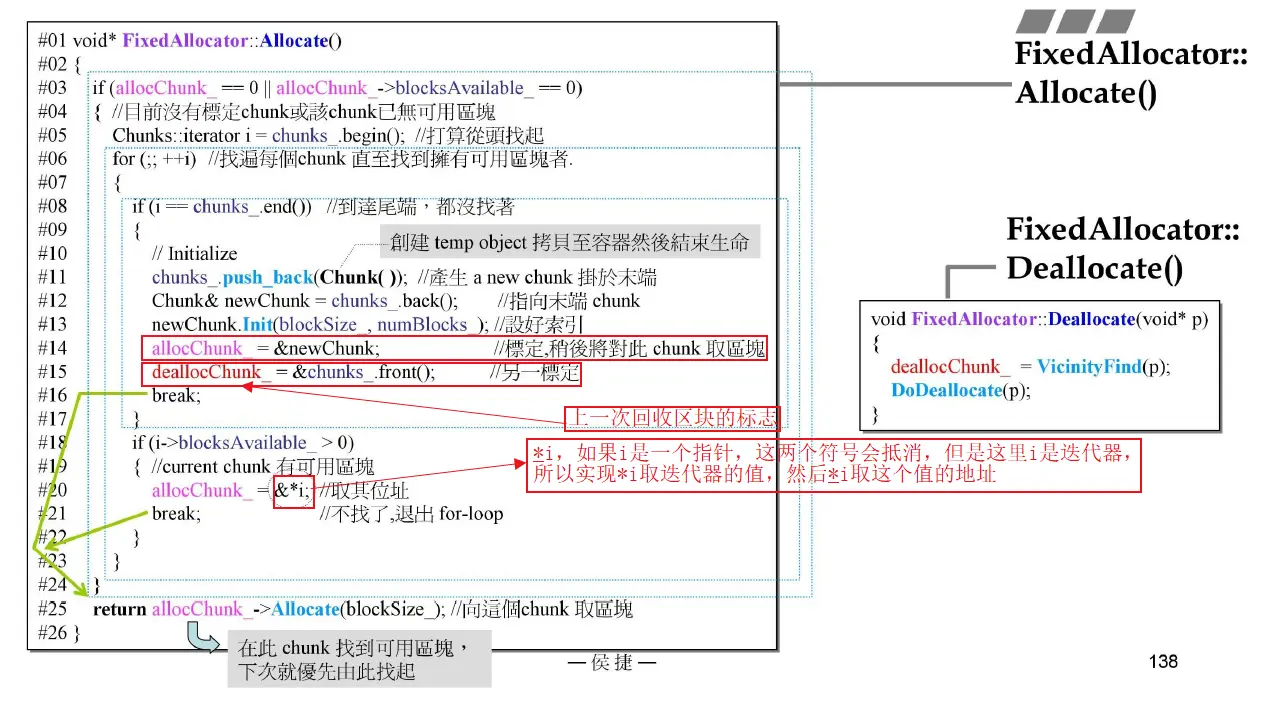 #01 void* FixedAllocator::Allocate()
#02 {
#03 if (allocChunk_ == 0 || allocChunk_->blocksAvailable_ == 0)
#04 { //目前沒有標定chunk或該chunk已無可用區塊
#05 Chunks::iterator i = chunks_.begin(); //打算從頭找起
#06 for (;; ++i) //找遍每個chunk 直至找到擁有可用區塊者.
#07 {
#08 if (i == chunks_.end()) //到達尾端，都沒找著
#09 {
#10 // Initialize
創建 temp object 拷貝至容器然後結束生命
#11 chunks_.push_back(Chunk( )); //產生 a new chunk 掛於末端
#12 Chunk& newChunk = chunks_.back(); //指向末端 chunk
#13 newChunk.Init(blockSize_, numBlocks_); //設好索引
#14 allocChunk_ = &newChunk; //標定,稍後將對此 chunk 取區塊
#15 deallocChunk_ = &chunks_.front(); //另一標定
#16 break;
#17 }
上一次回收区块的标志
#18 if (i->blocksAvailable_ > 0)
#19 { //current chunk 有可用區塊
#20 allocChunk_ = &*i; //取其位址
#21 break; //不找了,退出 for-loop
#22 }
#23 }
#24 }
#25 return allocChunk_->Allocate(blockSize_); //向這個chunk 取區塊
#26 }
*i，如果i是一个指针，这两个符号会抵消，但是这里i是迭代器，
所以实现*i取迭代器的值，然后*i取这个值的地址
在此 chunk 找到可用區塊，
下次就優先由此找起
FixedAllocator::
Allocate()
FixedAllocator::
Deallocate()
void FixedAllocator::Deallocate(void* p)
{
deallocChunk_ = VicinityFind(p);
DoDeallocate(p);
}
— 侯捷 —
138